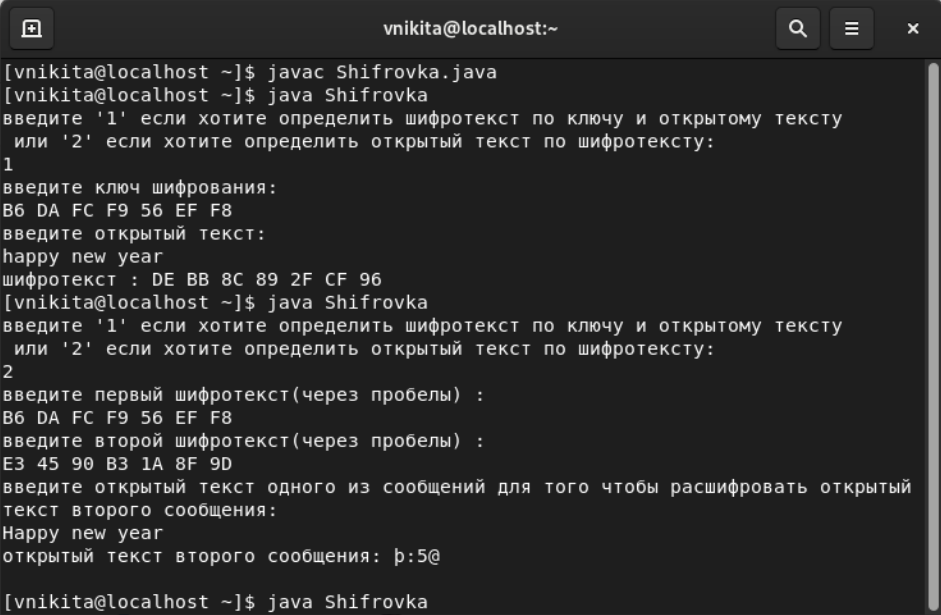 vnikita@localhost:~
[vnikita@localhost ~]$ javac Shifrovka.java
[vnikita@localhost ~]$ java Shifrovka
введите '1' если хотите определить шифротекст по ключу и открытому тексту
 или '2' если хотите определить открытый текст по шифротексту:
1
введите ключ шифрования:
B6 DA FC F9 56 EF F8
введите открытый текст:
happy new year
шифротекст : DE BB 8C 89 2F CF 96
[vnikita@localhost ~]$ java Shifrovka
введите '1' если хотите определить шифротекст по ключу и открытому тексту
 или '2' если хотите определить открытый текст по шифротексту:
2
введите первый шифротекст(через пробелы) :
B6 DA FC F9 56 EF F8
введите второй шифротекст(через пробелы) :
E3 45 90 B3 1A 8F 9D
введите открытый текст одного из сообщений для того чтобы расшифровать открытый
текст второго сообщения:
Happy new year
открытый текст второго сообщения: þ:5@
[vnikita@localhost ~]$ java Shifrovka